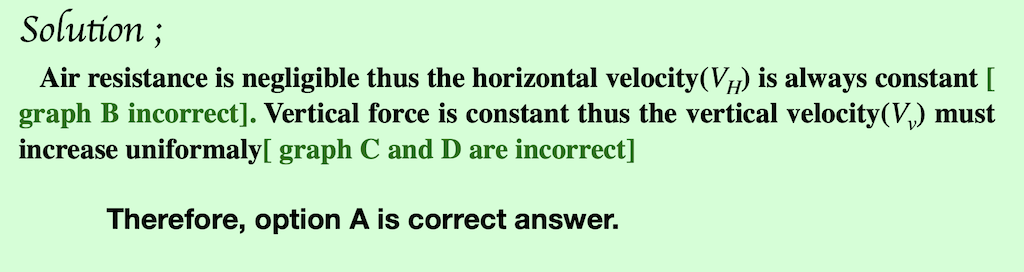 Solution ;
Air resistance is negligible thus the horizontal velocity(V_H) is always constant [
graph B incorrect]. Vertical force is constant thus the vertical velocity(V_v) must
increase uniformaly[ graph C and D are incorrect]
Therefore, option A is correct answer.